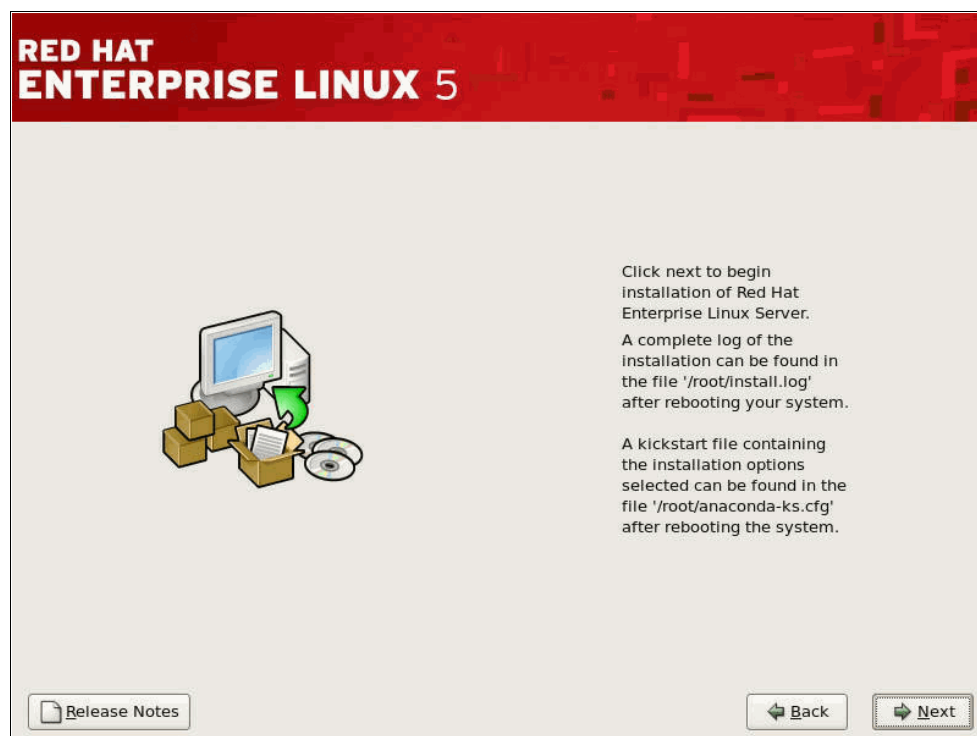 RED HAT
ENTERPRISE LINUX 5
Click next to begin
installation of Red Hat
Enterprise Linux Server.
A complete log of the
installation can be found in
the file '/root/install.log'
after rebooting your system.
A kickstart file containing
the installation options
selected can be found in the
file '/root/anaconda-ks.cfg'
after rebooting the system.
Release Notes
Back
Next